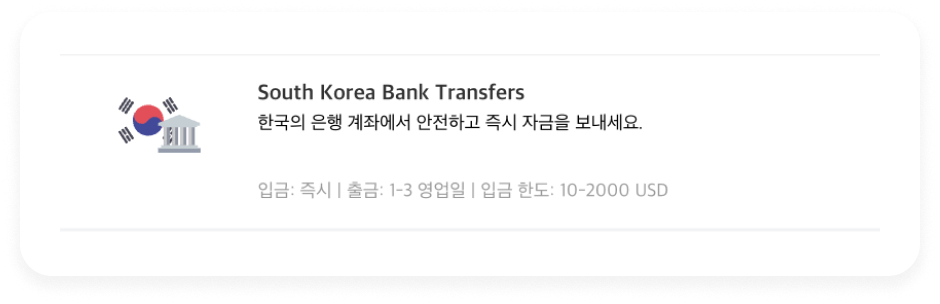 South Korea Bank Transfers
한국의 은행 계좌에서 안전하고 즉시 자금을 보내세요.
입금: 즉시 | 출금: 1-3 영업일 | 입금 한도: 10-2000 USD